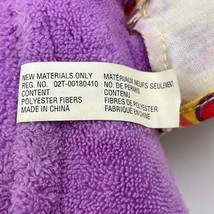 NEW MATERIALS ONLY
REG. NO. 02T-00180410
CONTENT
POLYESTER FIBERS
MADE IN CHINA
MATÉRIAUX NEUFS SEULEMENT
NO. DE PERMIS
CONTENU
FIBRES DE POLYESTER
FABRIQUÉ EN CHINE